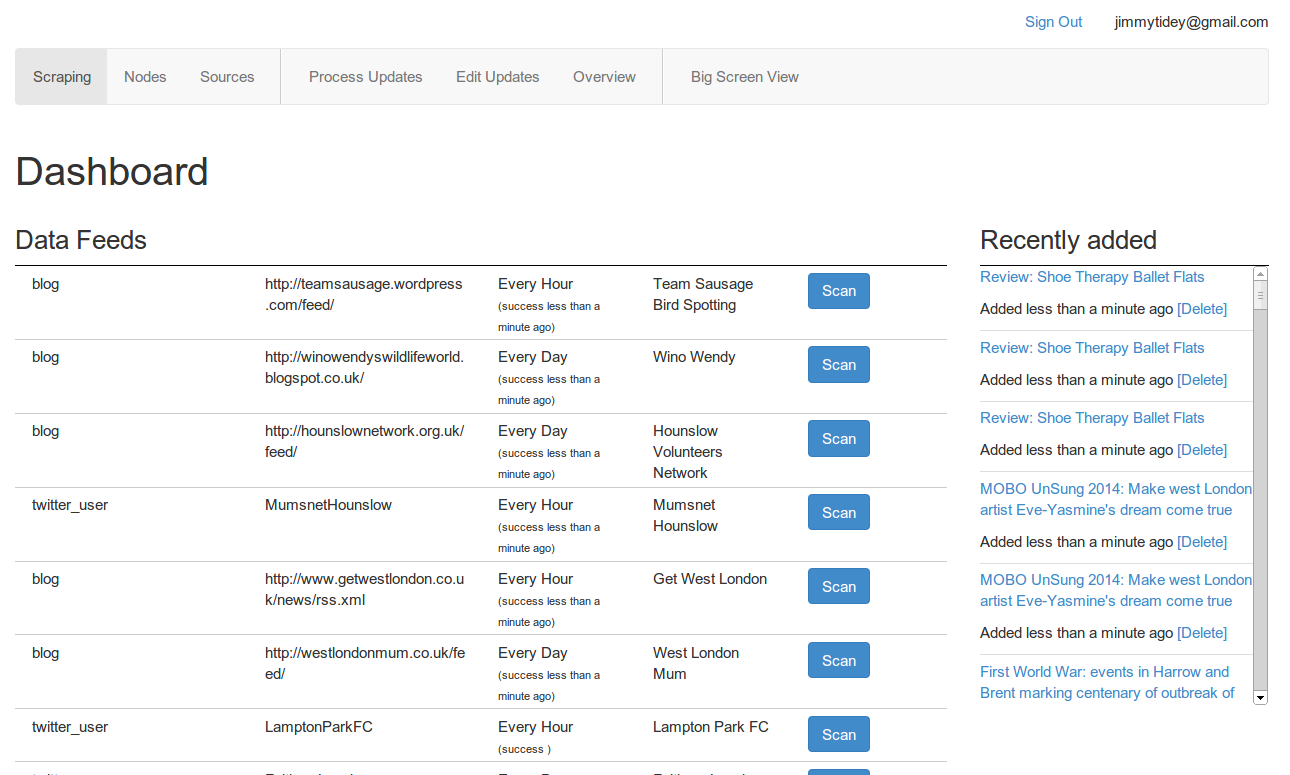 Sign Out jimmytidey@gmail.com
Scraping Nodes Sources Process Updates Edit Updates Overview Big Screen View
Dashboard
Data Feeds
blog http://teamsausage.wordpress Every Hour Team Sausage Scan
.com/feed/ (success less than a Bird Spotting
minute ago)
blog http://winowendyswildlifeworld. Every Day Wino Wendy Scan
blogspot.co.uk/ (success less than a
minute ago)
blog http://hounslownetwork.org.uk/ Every Day Hounslow Scan
feed/ (success less than a Volunteers
minute ago) Network
twitter_user MumsnetHounslow Every Hour Mumsnet Scan
(success less than a Hounslow
minute ago)
blog http://www.getwestlondon.co.u Every Hour Get West London Scan
k/news/rss.xml (success less than a
minute ago)
blog http://westlondonmum.co.uk/fe Every Day West London Scan
ed/ (success less than a Mum
minute ago)
twitter_user LamptonParkFC Every Hour Lampton Park FC Scan
(success )
Recently added
Review: Shoe Therapy Ballet Flats
Added less than a minute ago [Delete]
Review: Shoe Therapy Ballet Flats
Added less than a minute ago [Delete]
Review: Shoe Therapy Ballet Flats
Added less than a minute ago [Delete]
MOBO UnSung 2014: Make west London
artist Eve-Yasmine's dream come true
Added less than a minute ago [Delete]
MOBO UnSung 2014: Make west London
artist Eve-Yasmine's dream come true
Added less than a minute ago [Delete]
First World War: events in Harrow and
Brent marking centenary of outbreak of